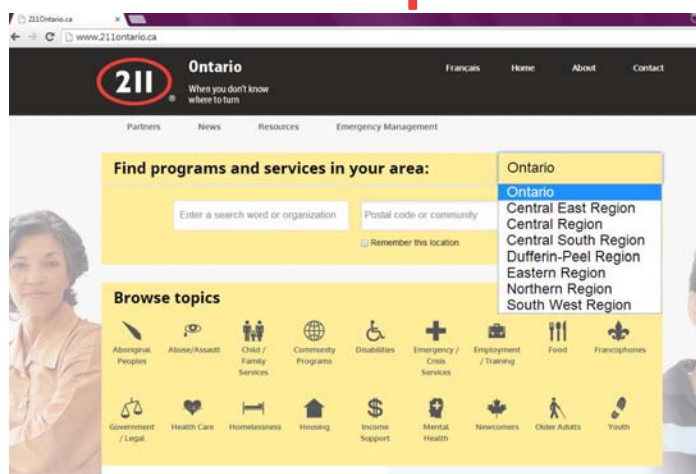 211Ontario.ca
www.211ontario.ca
211
®
Ontario
When you don't know
where to turn
Français Home About Contact
Partners News Resources Emergency Management
Find programs and services in your area:
Ontario
Enter a search word or organization
Postal code or community
Remember this location
Ontario
Central East Region
Central Region
Central South Region
Dufferin-Peel Region
Eastern Region
Northern Region
South West Region
Browse topics
Aboriginal
Peoples
Abuse/Assault
Child /
Family
Services
Community
Programs
Disabilities
Emergency /
Crisis
Services
Employment
/ Training
Food
Francophones
Government
/ Legal
Health Care
Homelessness
Housing
Income
Support
Mental
Health
Newcomers
Older Adults
Youth